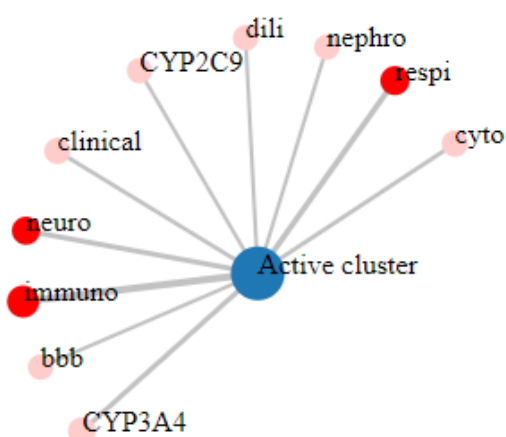 dili
nephro
CYP2C9
respi
clinical
cyto
neuro
Active cluster
immuno
bbb
CYP3A4